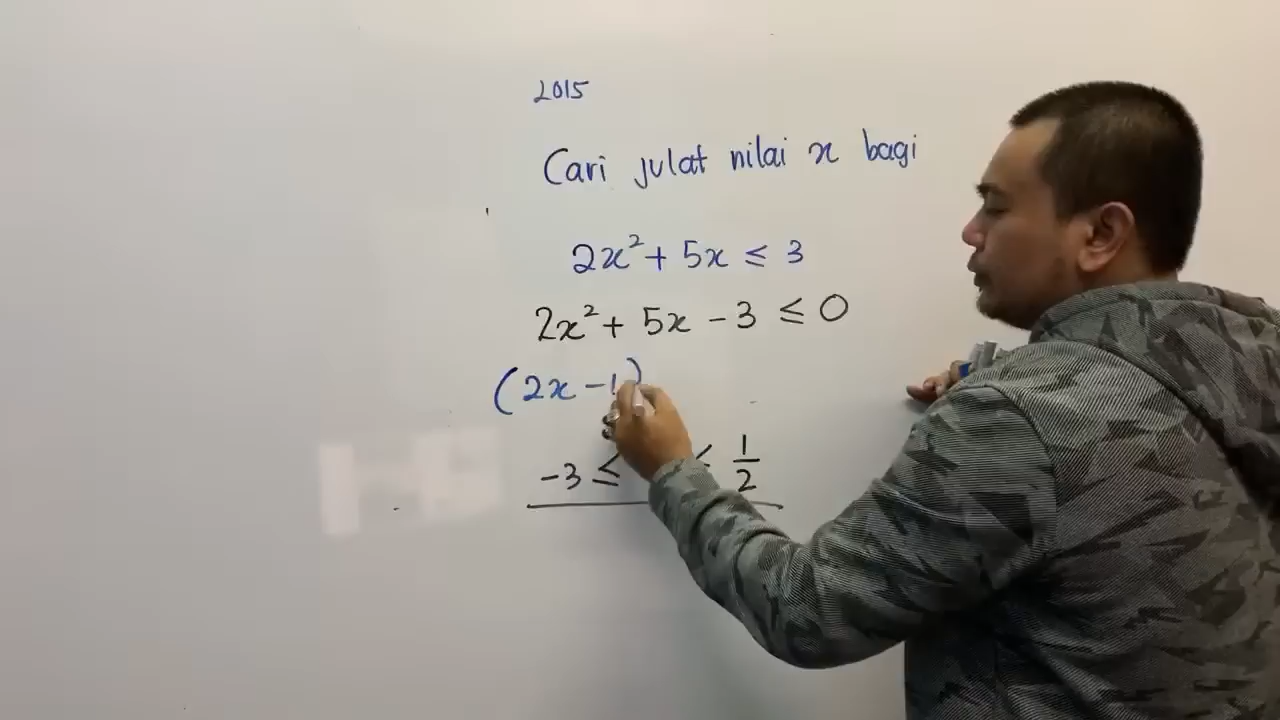 2015
Cari julat nilai x bagi
2x² + 5x ≤ 3
2x² + 5x - 3 ≤ 0
(2x - 1)
-3 ≤ ≤ 1/2